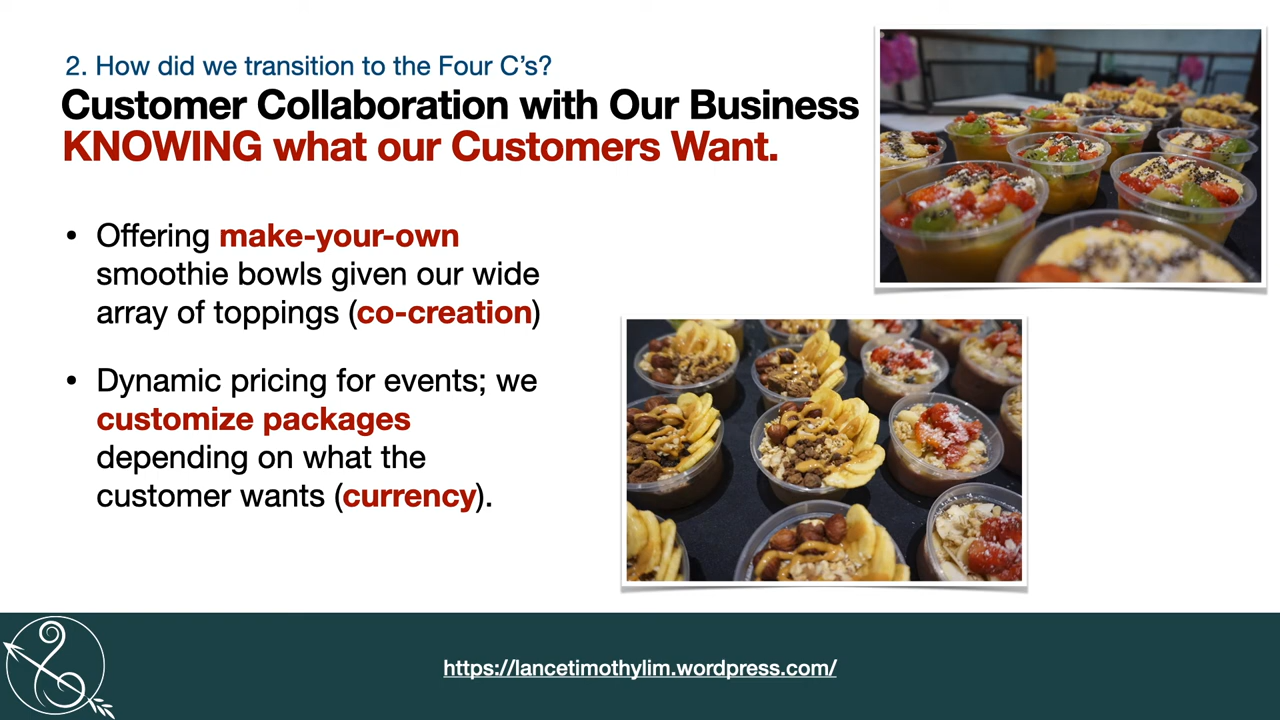 2. How did we transition to the Four C’s?
Customer Collaboration with Our Business
KNOWING what our Customers Want.
• Offering make-your-own
smoothie bowls given our wide
array of toppings (co-creation)
• Dynamic pricing for events; we
customize packages
depending on what the
customer wants (currency).
https://lancetimothylim.wordpress.com/